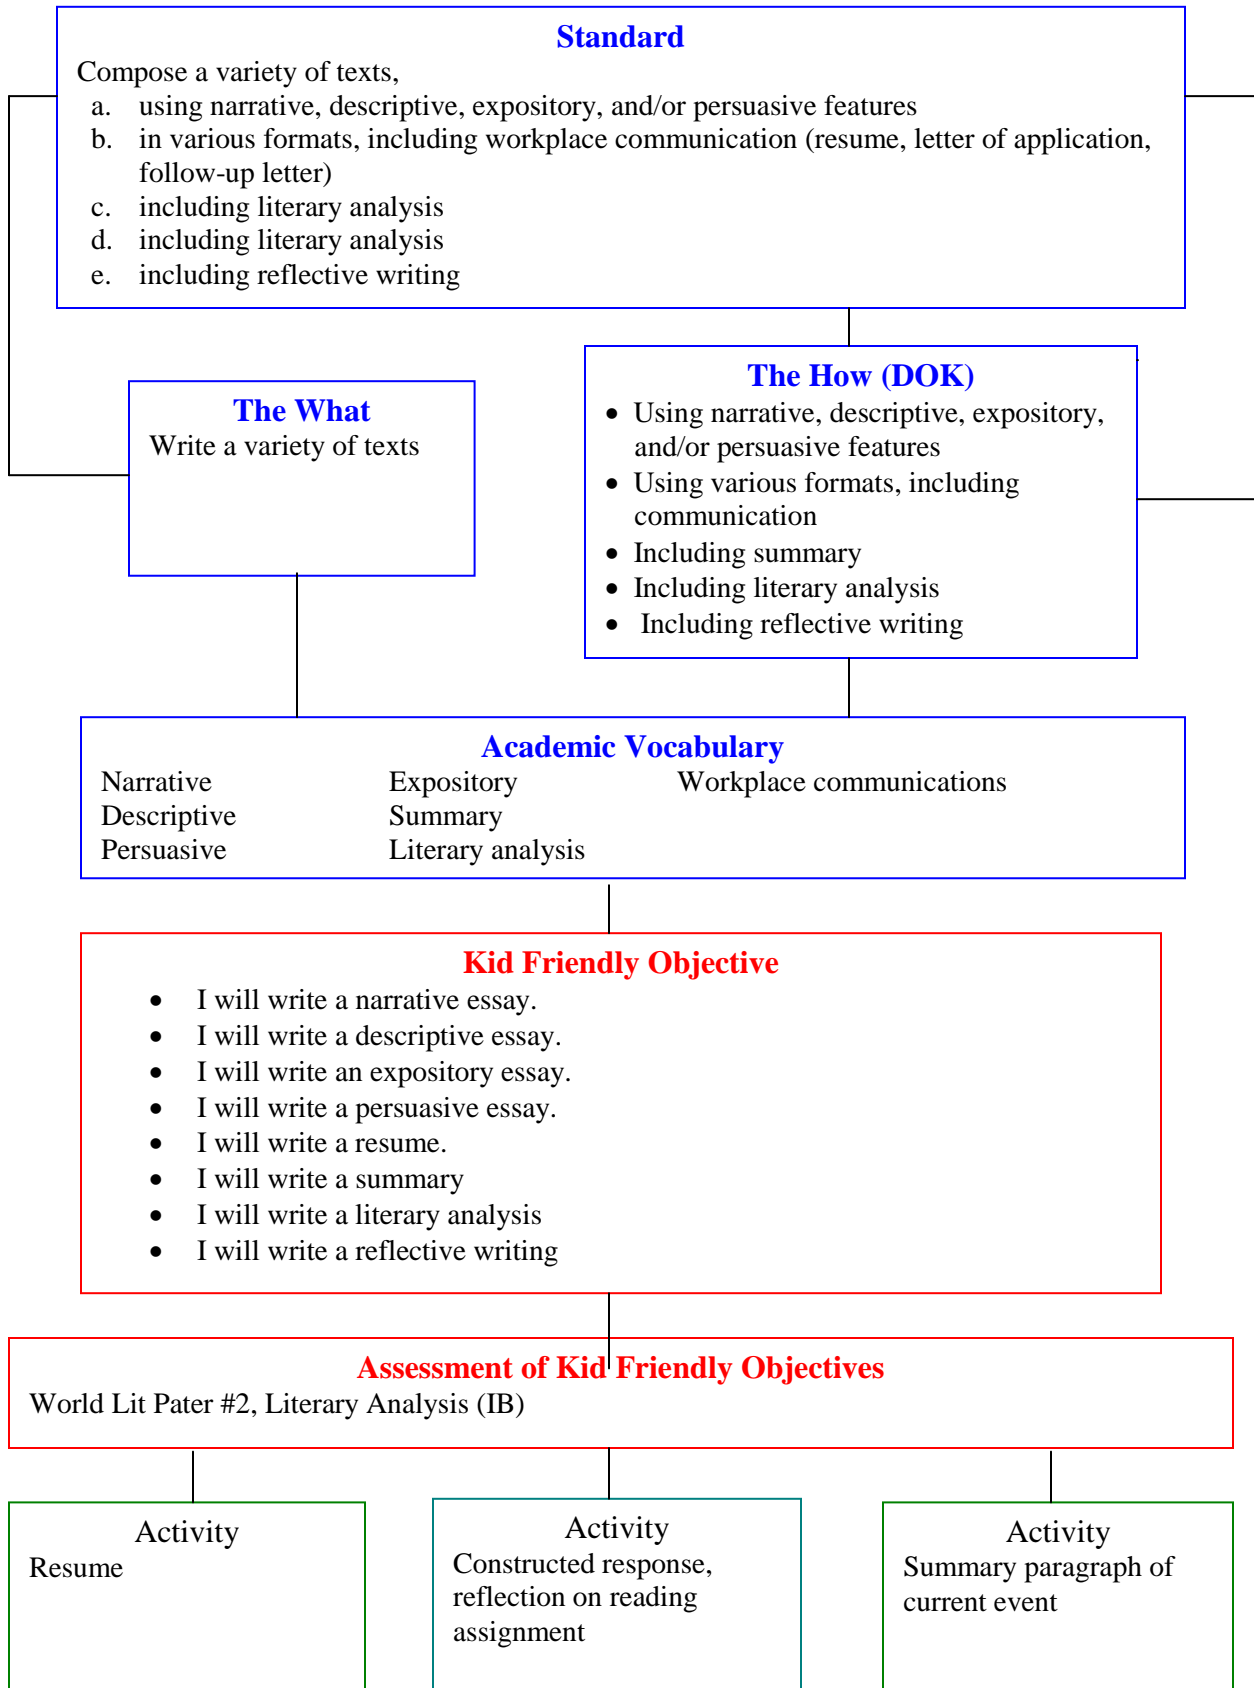 Standard
Compose a variety of texts,
a. using narrative, descriptive, expository, and/or persuasive features
b. in various formats, including workplace communication (resume, letter of application,
follow-up letter)
c. including literary analysis
d. including literary analysis
e. including reflective writing
The What
Write a variety of texts
The How (DOK)
• Using narrative, descriptive, expository,
and/or persuasive features
• Using various formats, including
communication
• Including summary
• Including literary analysis
• Including reflective writing
Academic Vocabulary
Narrative Expository Workplace communications
Descriptive Summary
Persuasive Literary analysis
Kid Friendly Objective
• I will write a narrative essay.
• I will write a descriptive essay.
• I will write an expository essay.
• I will write a persuasive essay.
• I will write a resume.
• I will write a summary
• I will write a literary analysis
• I will write a reflective writing
Assessment of Kid Friendly Objectives
World Lit Pater #2, Literary Analysis (IB)
Activity
Resume
Activity
Constructed response,
reflection on reading
assignment
Activity
Summary paragraph of
current event